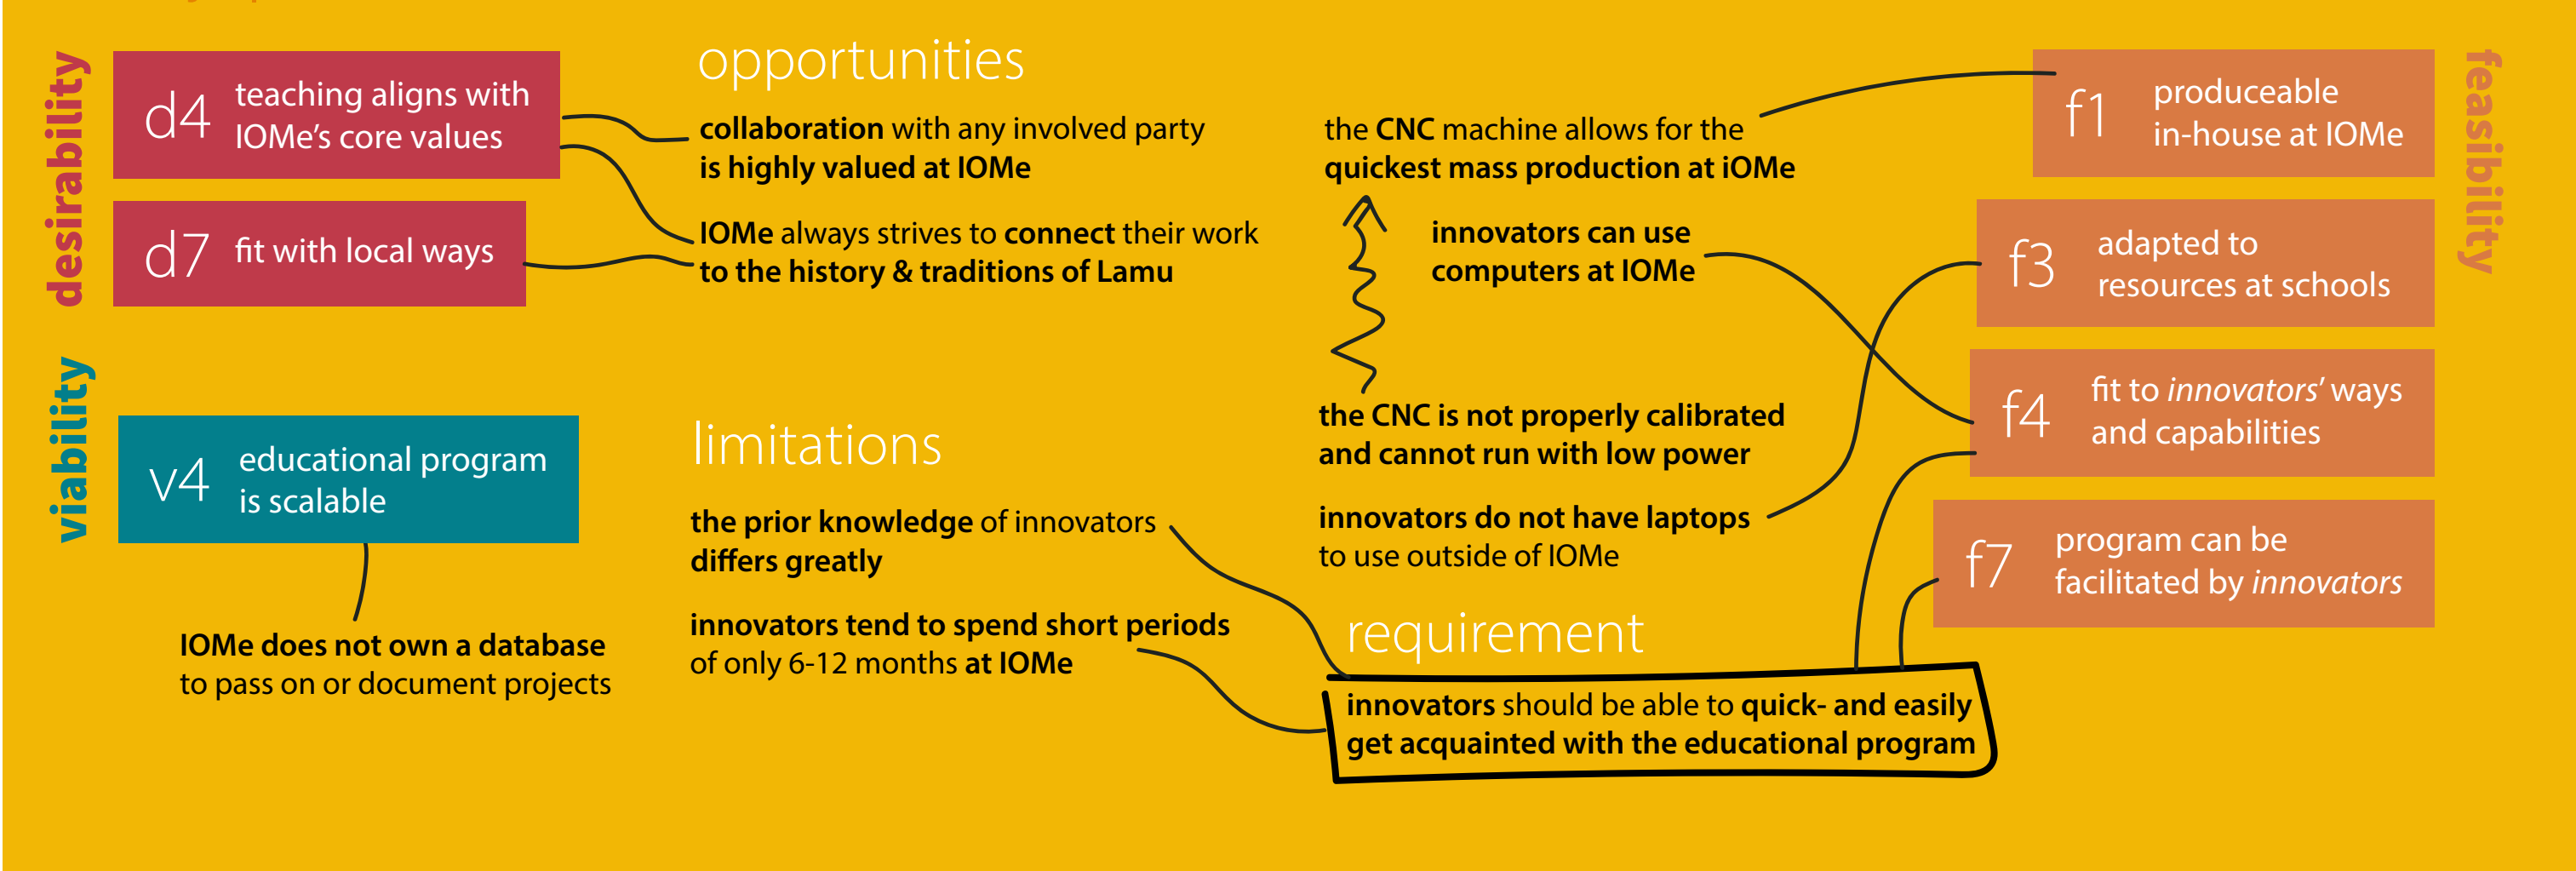 desirability
d4
teaching aligns with
IOMe's core values
d7
fit with local ways
viability
v4
educational program
is scalable
IOMe does not own a database
to pass on or document projects
opportunities
collaboration with any involved party
is highly valued at IOMe
IOMe always strives to connect their work
to the history & traditions of Lamu
the CNC machine allows for the
quickest mass production at iOMe
innovators can use
computers at IOMe
limitations
the prior knowledge of innovators
differs greatly
innovators tend to spend short periods
of only 6-12 months at IOMe
the CNC is not properly calibrated
and cannot run with low power
innovators do not have laptops
to use outside of IOMe
requirement
innovators should be able to quick- and easily
get acquainted with the educational program
feasibility
f1
produceable
in-house at IOMe
f3
adapted to
resources at schools
f4
fit to innovators' ways
and capabilities
f7
program can be
facilitated by innovators